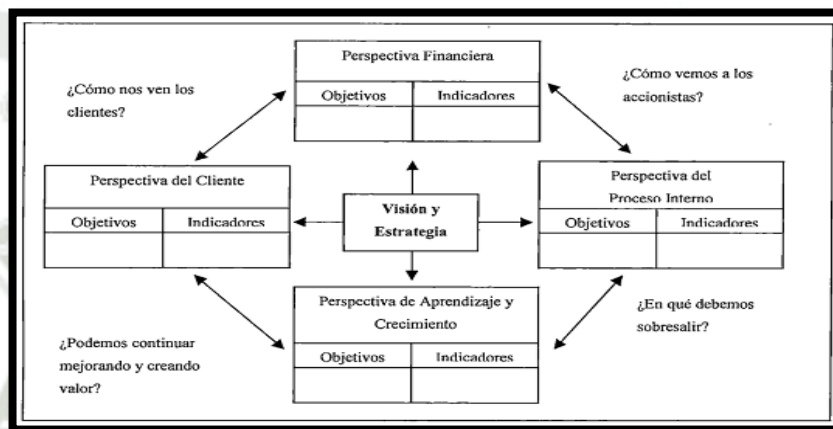 Perspectiva Financiera
Objetivos Indicadores
¿Cómo nos ven los
clientes?
¿Cómo vemos a los
accionistas?
Perspectiva del Cliente
Objetivos Indicadores
Visión y
Estrategia
Perspectiva del
Proceso Interno
Objetivos Indicadores
Perspectiva de Aprendizaje y
Crecimiento
Objetivos Indicadores
¿Podemos continuar
mejorando y creando
valor?
¿En qué debemos
sobresalir?